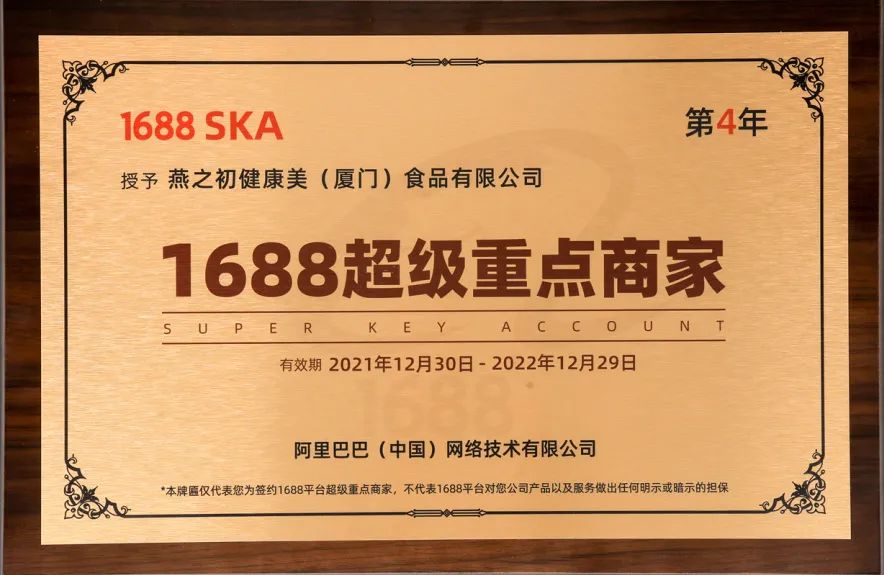 1688 SKA
第4年
授予 燕之初健康美（厦门）食品有限公司
1688超级重点商家
SUPER KEY ACCOUNT
有效期 2021年12月30日 - 2022年12月29日
1688
阿里巴巴（中国）网络技术有限公司
*本牌匾仅代表您为签约1688平台超级重点商家，不代表1688平台对您公司产品以及服务做出任何明示或暗示的担保